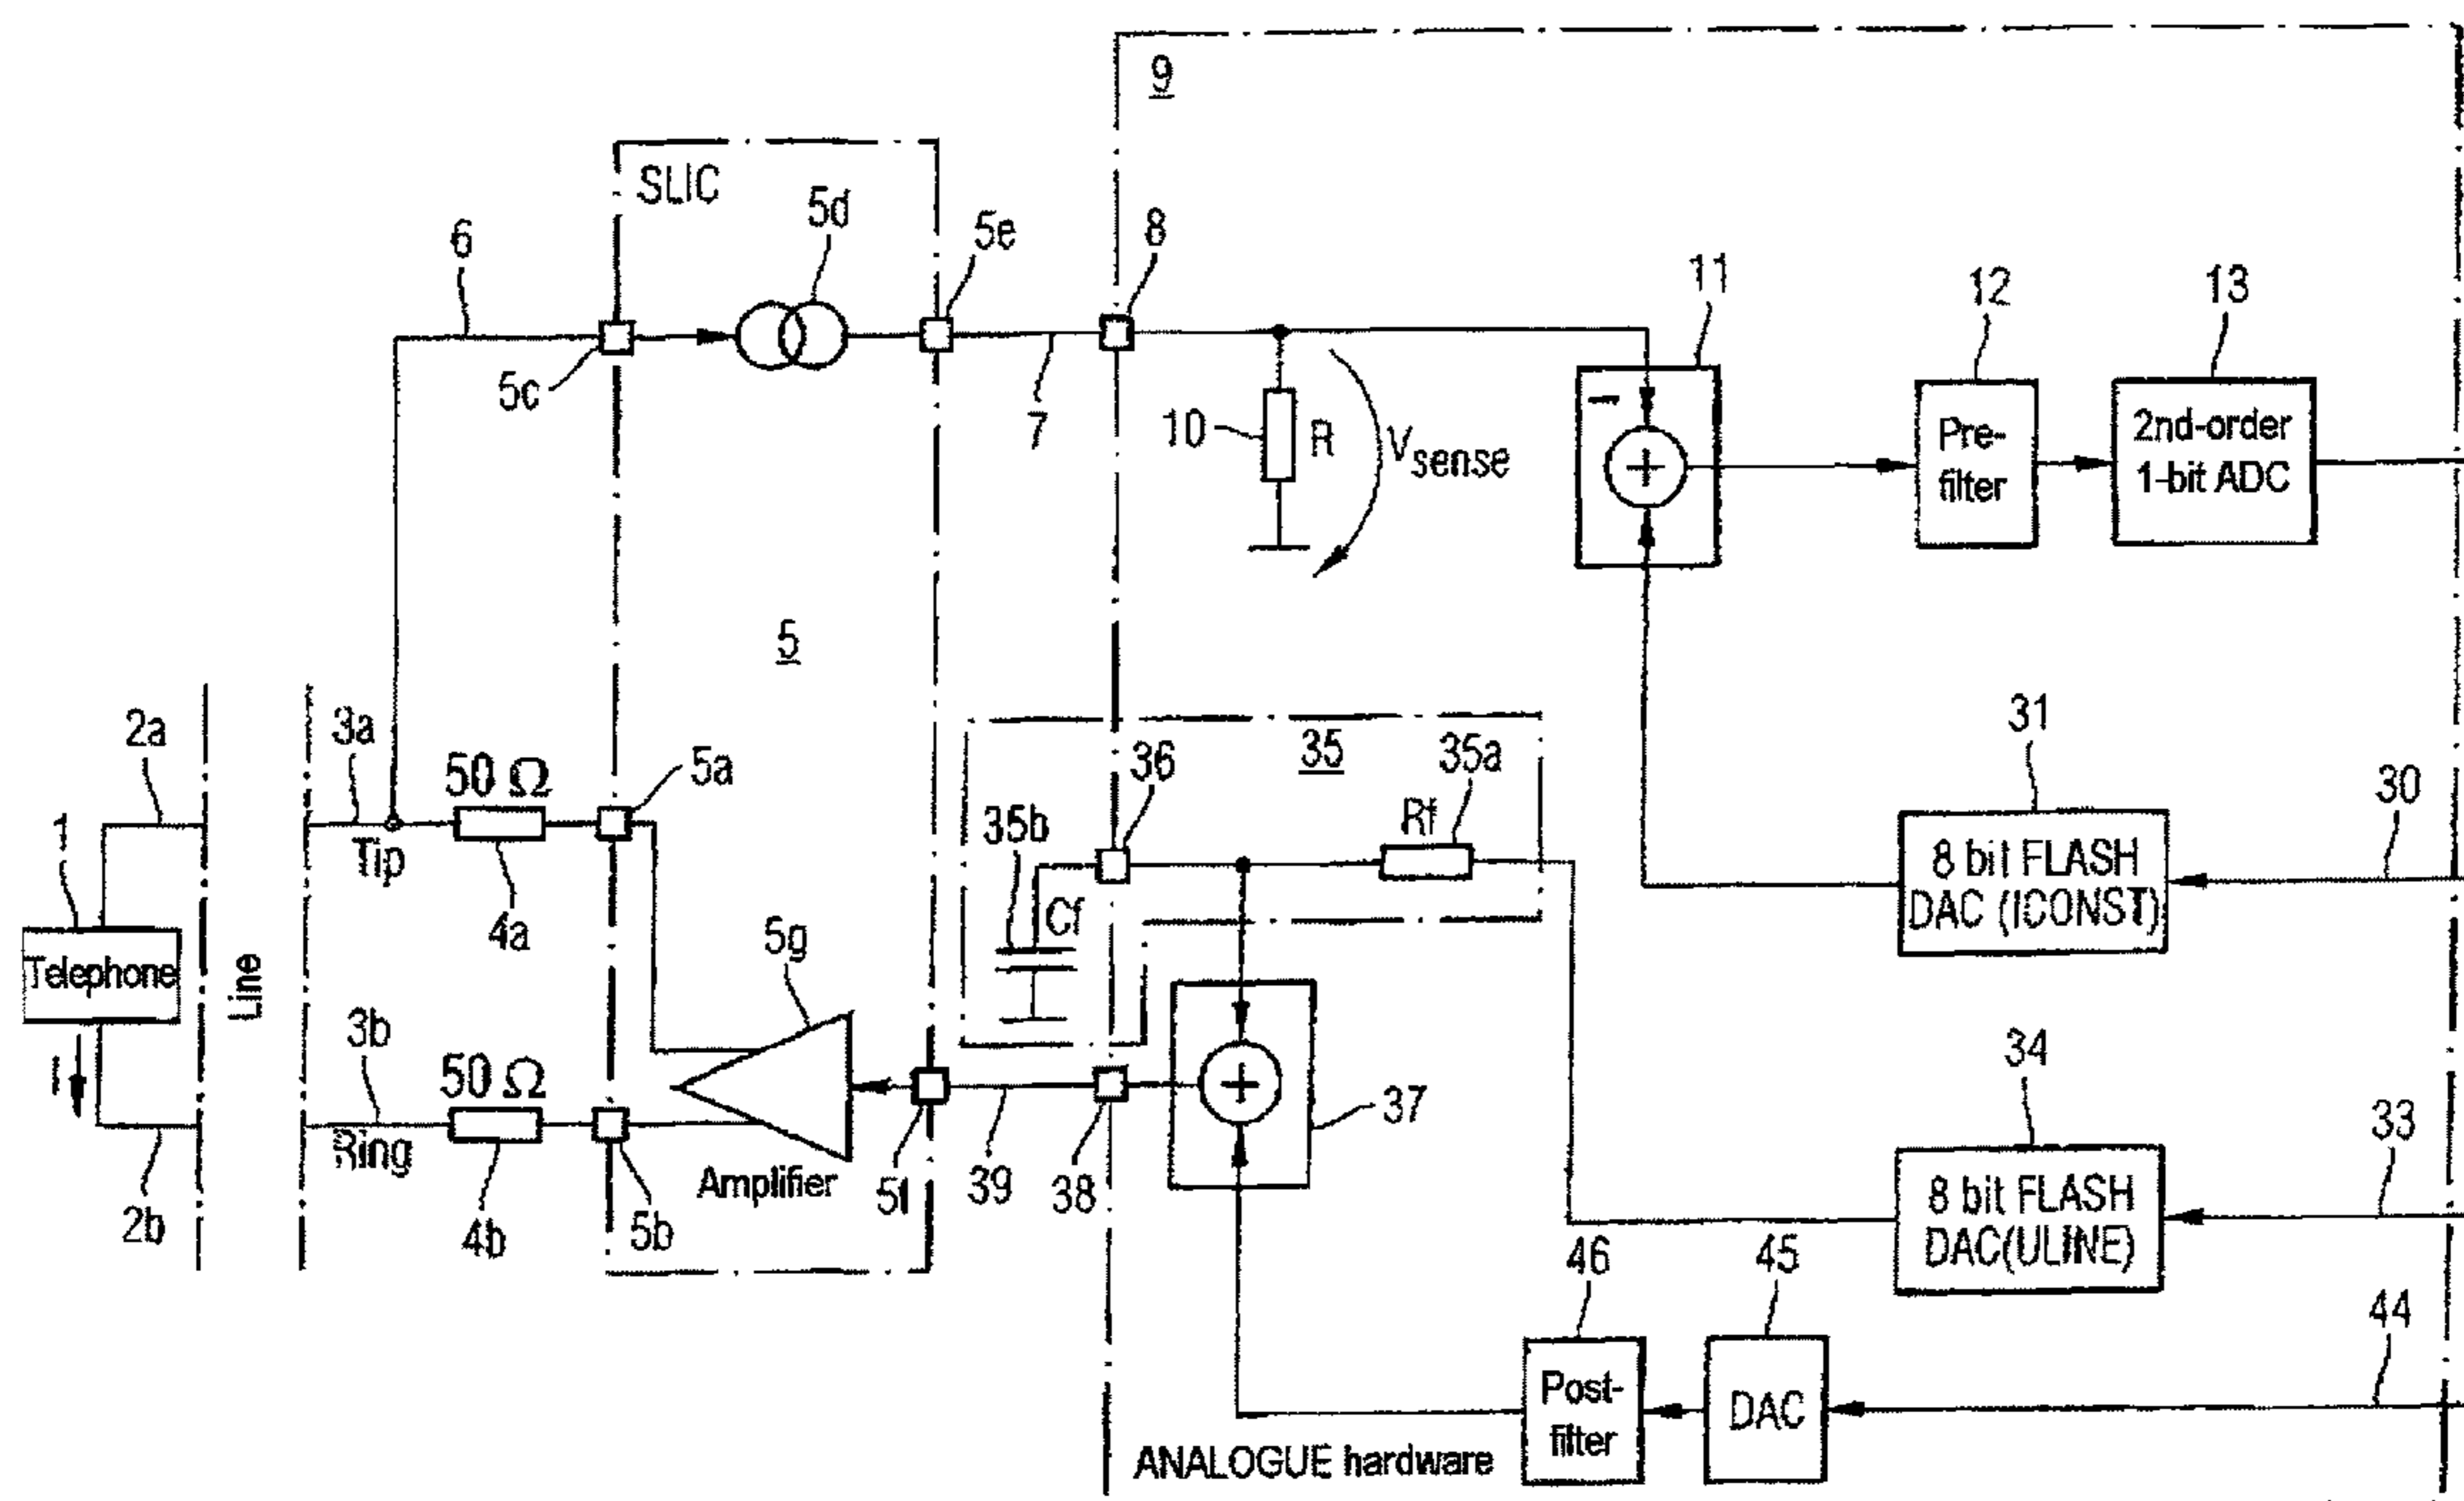 9
SLIC
5d
5e
8
6
11
12
13
5c
7
10
R
Vsense
−
+
Pre-
filter
2nd-order
1-bit ADC
5
2a
3a
50 Ω
5a
36
35
35a
31
30
1
Tip
4a
35b
Rf
Cf
8 bit FLASH
DAC (ICONST)
Telephone
Line
5g
I
3b
50 Ω
+
37
34
33
Ring
2b
4b
5b
Amplifier
5i
39
38
8 bit FLASH
DAC(ULINE)
46
45
44
Post-
filter
DAC
ANALOGUE hardware